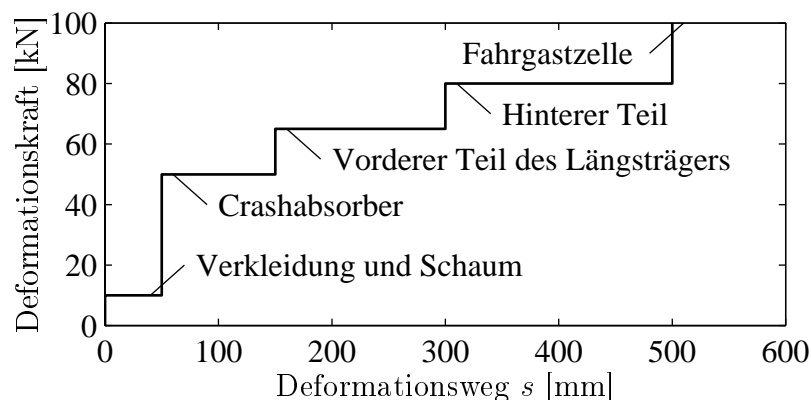 Deformationskraft [kN]
100
80
60
40
20
0
Fahrgastzelle
Hinterer Teil
Vorderer Teil des Längsträgers
Crashabsorber
Verkleidung und Schaum
0 100 200 300 400 500 600
Deformationsweg s [mm]